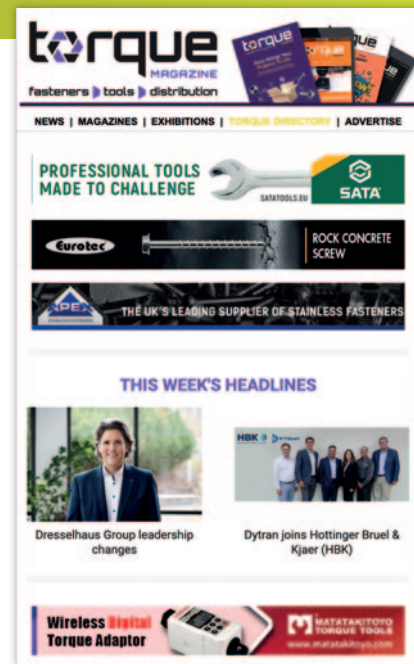 torque
MAGAZINE
fasteners tools distribution
torque
NEWS | MAGAZINES | EXHIBITIONS | TORQUE DIRECTORY | ADVERTISE
PROFESSIONAL TOOLS
MADE TO CHALLENGE
SATATOOLS.EU
SATA
Eurotec
ROCK CONCRETE
SCREW
APEX
THE UK'S LEADING SUPPLIER OF STAINLESS FASTENERS
THIS WEEK'S HEADLINES
HBK DYTRAN
Dresselhaus Group leadership
changes
Dytran joins Hottinger Bruel &
Kjaer (HBK)
Wireless Digital
Torque Adaptor
MATATAKITOYO
TORQUE TOOLS
www.matatakitoyo.com